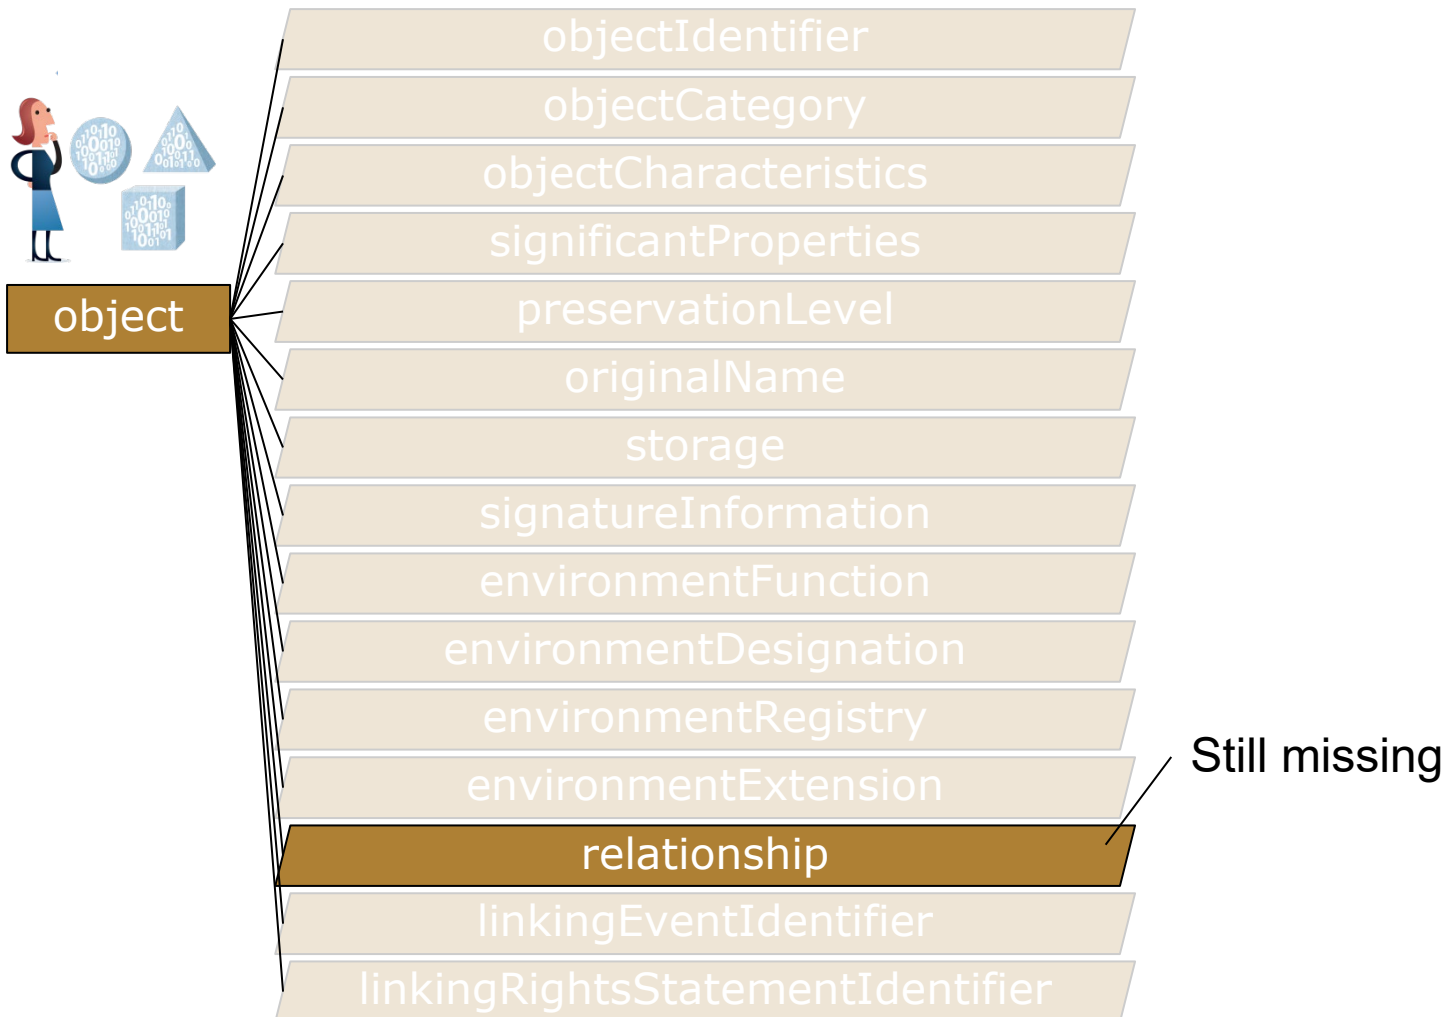 objectIdentifier
objectCategory
objectCharacteristics
significantProperties
object
preservationLevel
originalName
storage
signatureInformation
environmentFunction
environmentDesignation
environmentRegistry
environmentExtension
Still missing
relationship
linkingEventIdentifier
linkingRightsStatementIdentifier